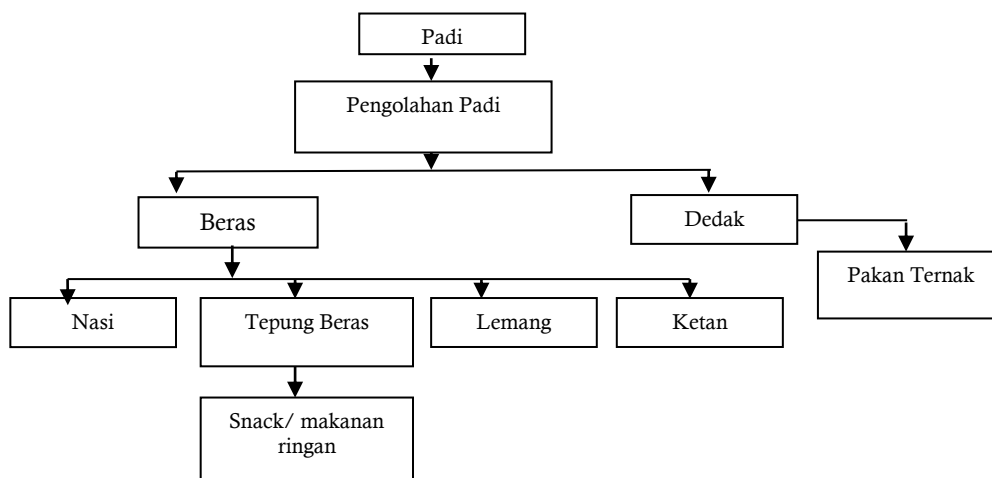 Padi
Pengolahan Padi
Beras
Dedak
Pakan Ternak
Nasi
Tepung Beras
Lemang
Ketan
Snack/ makanan
ringan